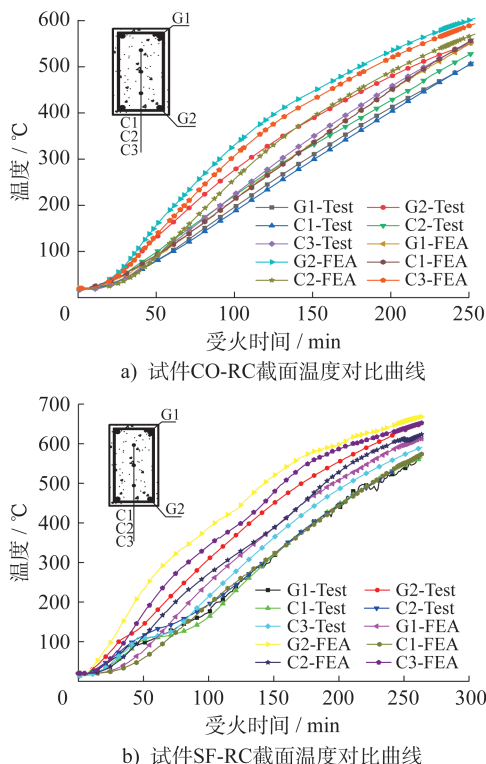 G1
600
500
400
300
200
100
温度 / ℃
C1
C2
C3
G2
G1-Test G2-Test
C1-Test C2-Test
C3-Test G1-FEA
G2-FEA C1-FEA
C2-FEA C3-FEA
50 100 150 200 250
受火时间 / min
a) 试件CO-RC截面温度对比曲线
700
600
500
400
300
200
100
0
温度 / ℃
G1
C1
C2
C3
G2
G1-Test G2-Test
C1-Test C2-Test
C3-Test G1-FEA
G2-FEA C1-FEA
C2-FEA C3-FEA
0 50 100 150 200 250 300
受火时间 / min
b) 试件SF-RC截面温度对比曲线